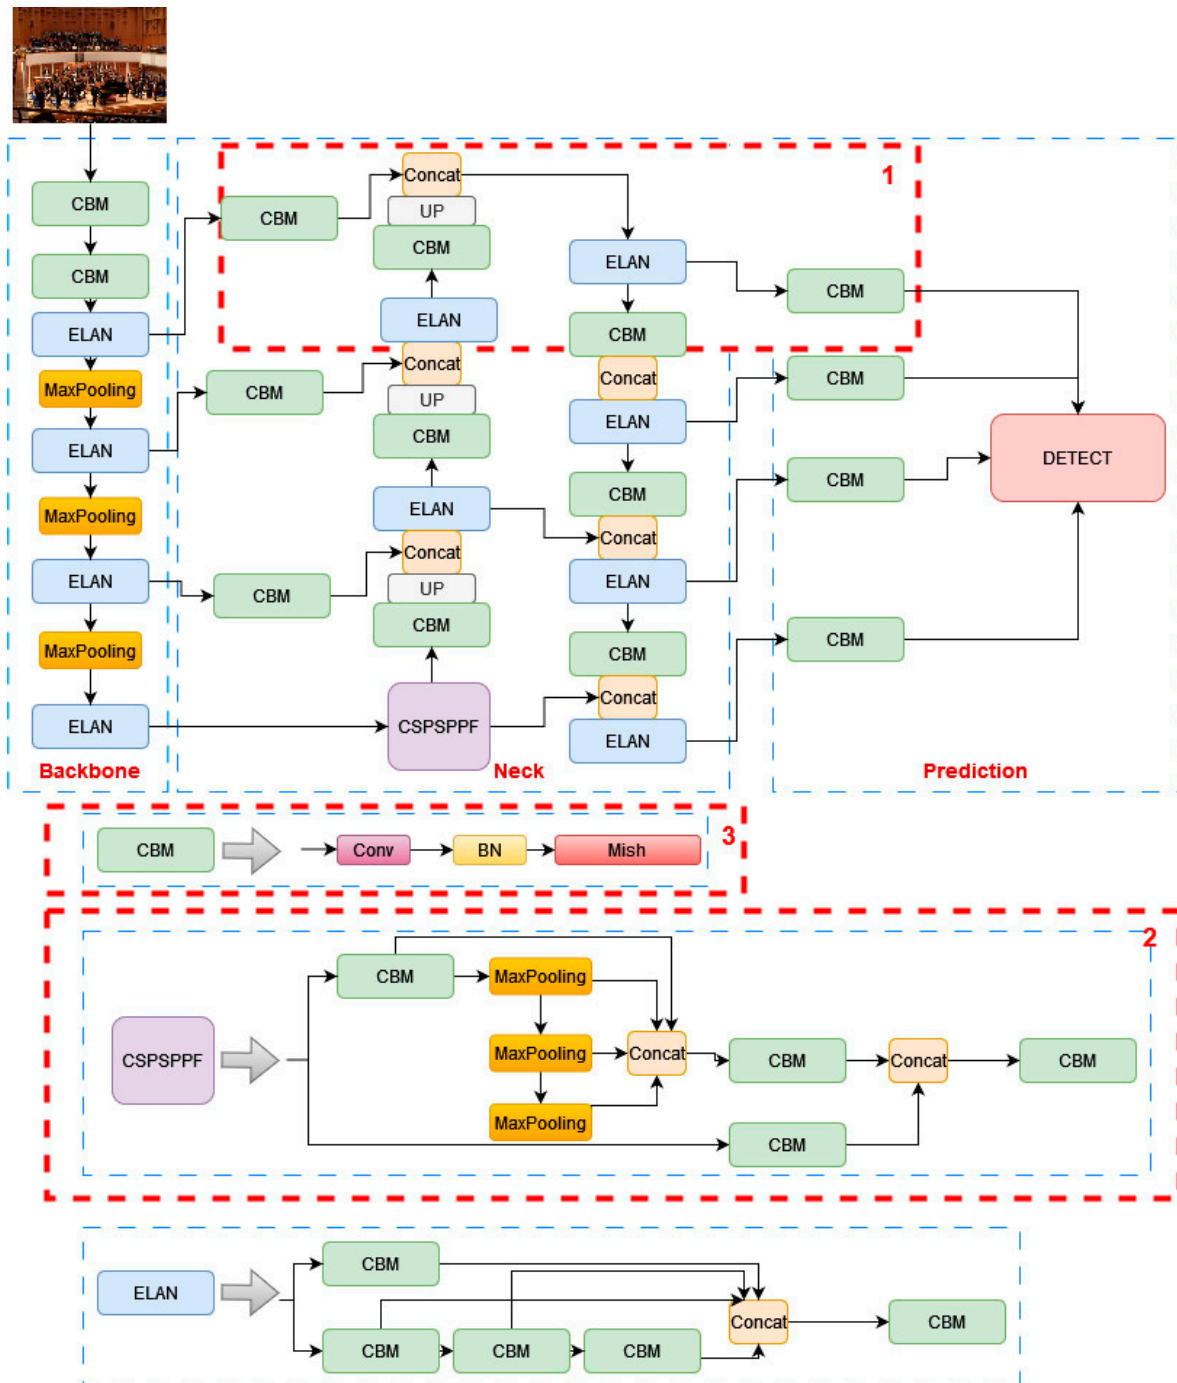 Concat
1
CBM
CBM
UP
CBM
CBM
ELAN
CBM
ELAN
ELAN
CBM
Concat
CBM
MaxPooling
CBM
Concat
CBM
UP
ELAN
CBM
ELAN
DETECT
CBM
CBM
ELAN
MaxPooling
Concat
Concat
ELAN
CBM
UP
ELAN
CBM
CBM
CBM
MaxPooling
Concat
ELAN
CSPSPPF
ELAN
Backbone
Neck
Prediction
3
CBM
Conv
BN
Mish
2
CBM
MaxPooling
CSPSPPF
MaxPooling
Concat
CBM
Concat
CBM
MaxPooling
CBM
CBM
ELAN
Concat
CBM
CBM
CBM
CBM